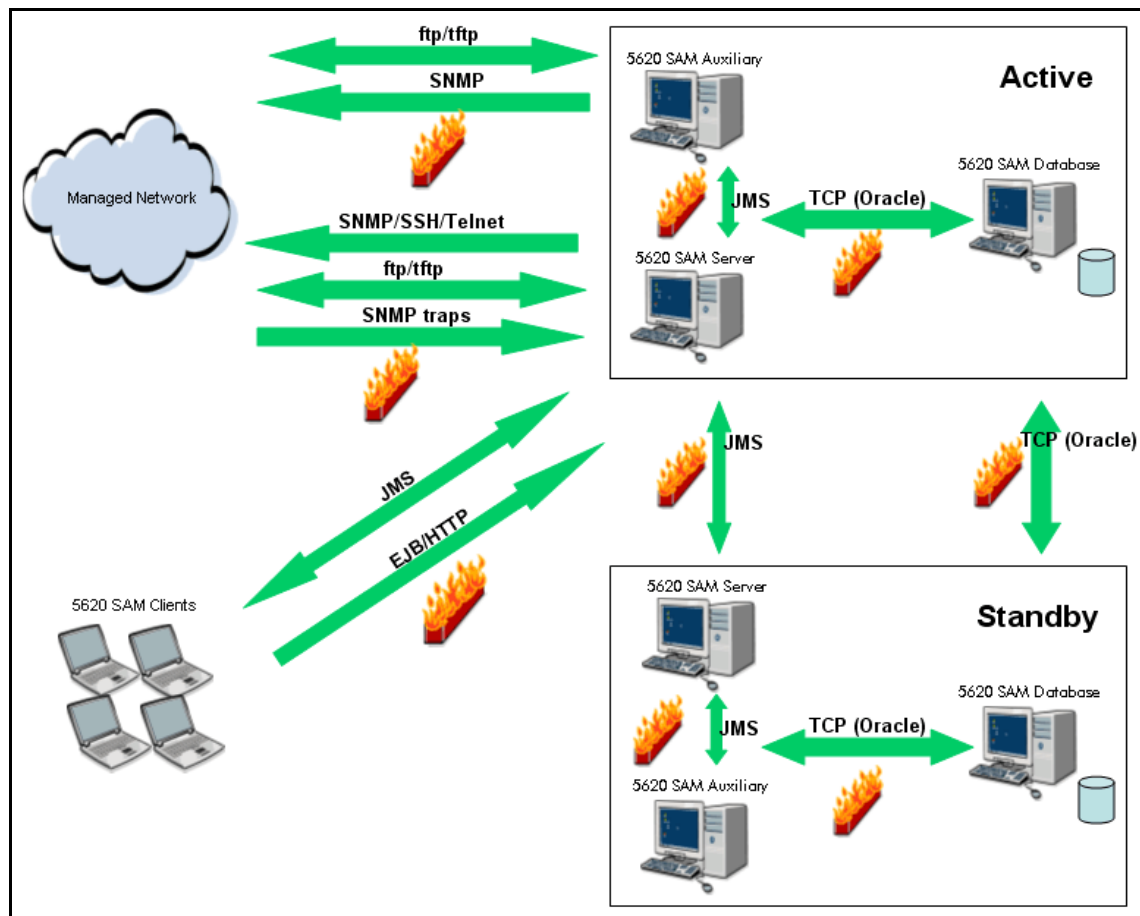 ftp/tftp
SNMP
5620 SAM Auxiliary
Active
Managed Network
JMS
TCP (Oracle)
5620 SAM Database
SNMP/SSH/Telnet
5620 SAM Server
ftp/tftp
SNMP traps
JMS
TCP (Oracle)
JMS
EJB/HTTP
5620 SAM Clients
5620 SAM Server
Standby
5620 SAM Database
JMS
TCP (Oracle)
5620 SAM Auxiliary